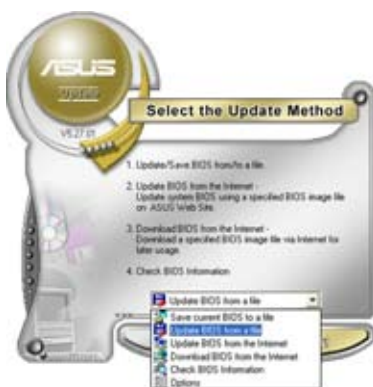 ASUS
Update
V5.27.01
Select the Update Method
1. Update/Save BIOS from/to a file.
2. Update BIOS from the Internet -
Update system BIOS using a specified BIOS image file
on ASUS Web Site.
3. Download BIOS from the Internet -
Download a specified BIOS image file via Internet for
later usage.
4. Check BIOS Information
Update BIOS from a file
Save current BIOS to a file
Update BIOS from a file
Update BIOS from the Internet
Download BIOS from the Internet
Check BIOS Information
Options